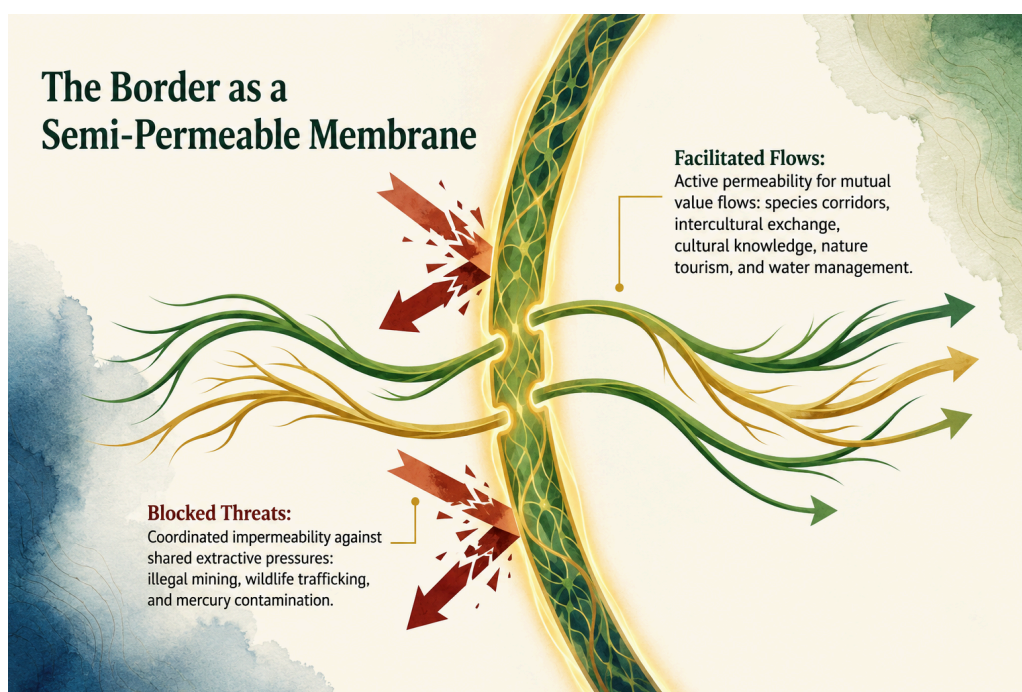 The Border as a
Semi-Permeable Membrane
Facilitated Flows:
Active permeability for mutual
value flows: species corridors,
intercultural exchange,
cultural knowledge, nature
tourism, and water management.
Blocked Threats:
Coordinated impermeability against
shared extractive pressures:
illegal mining, wildlife trafficking,
and mercury contamination.